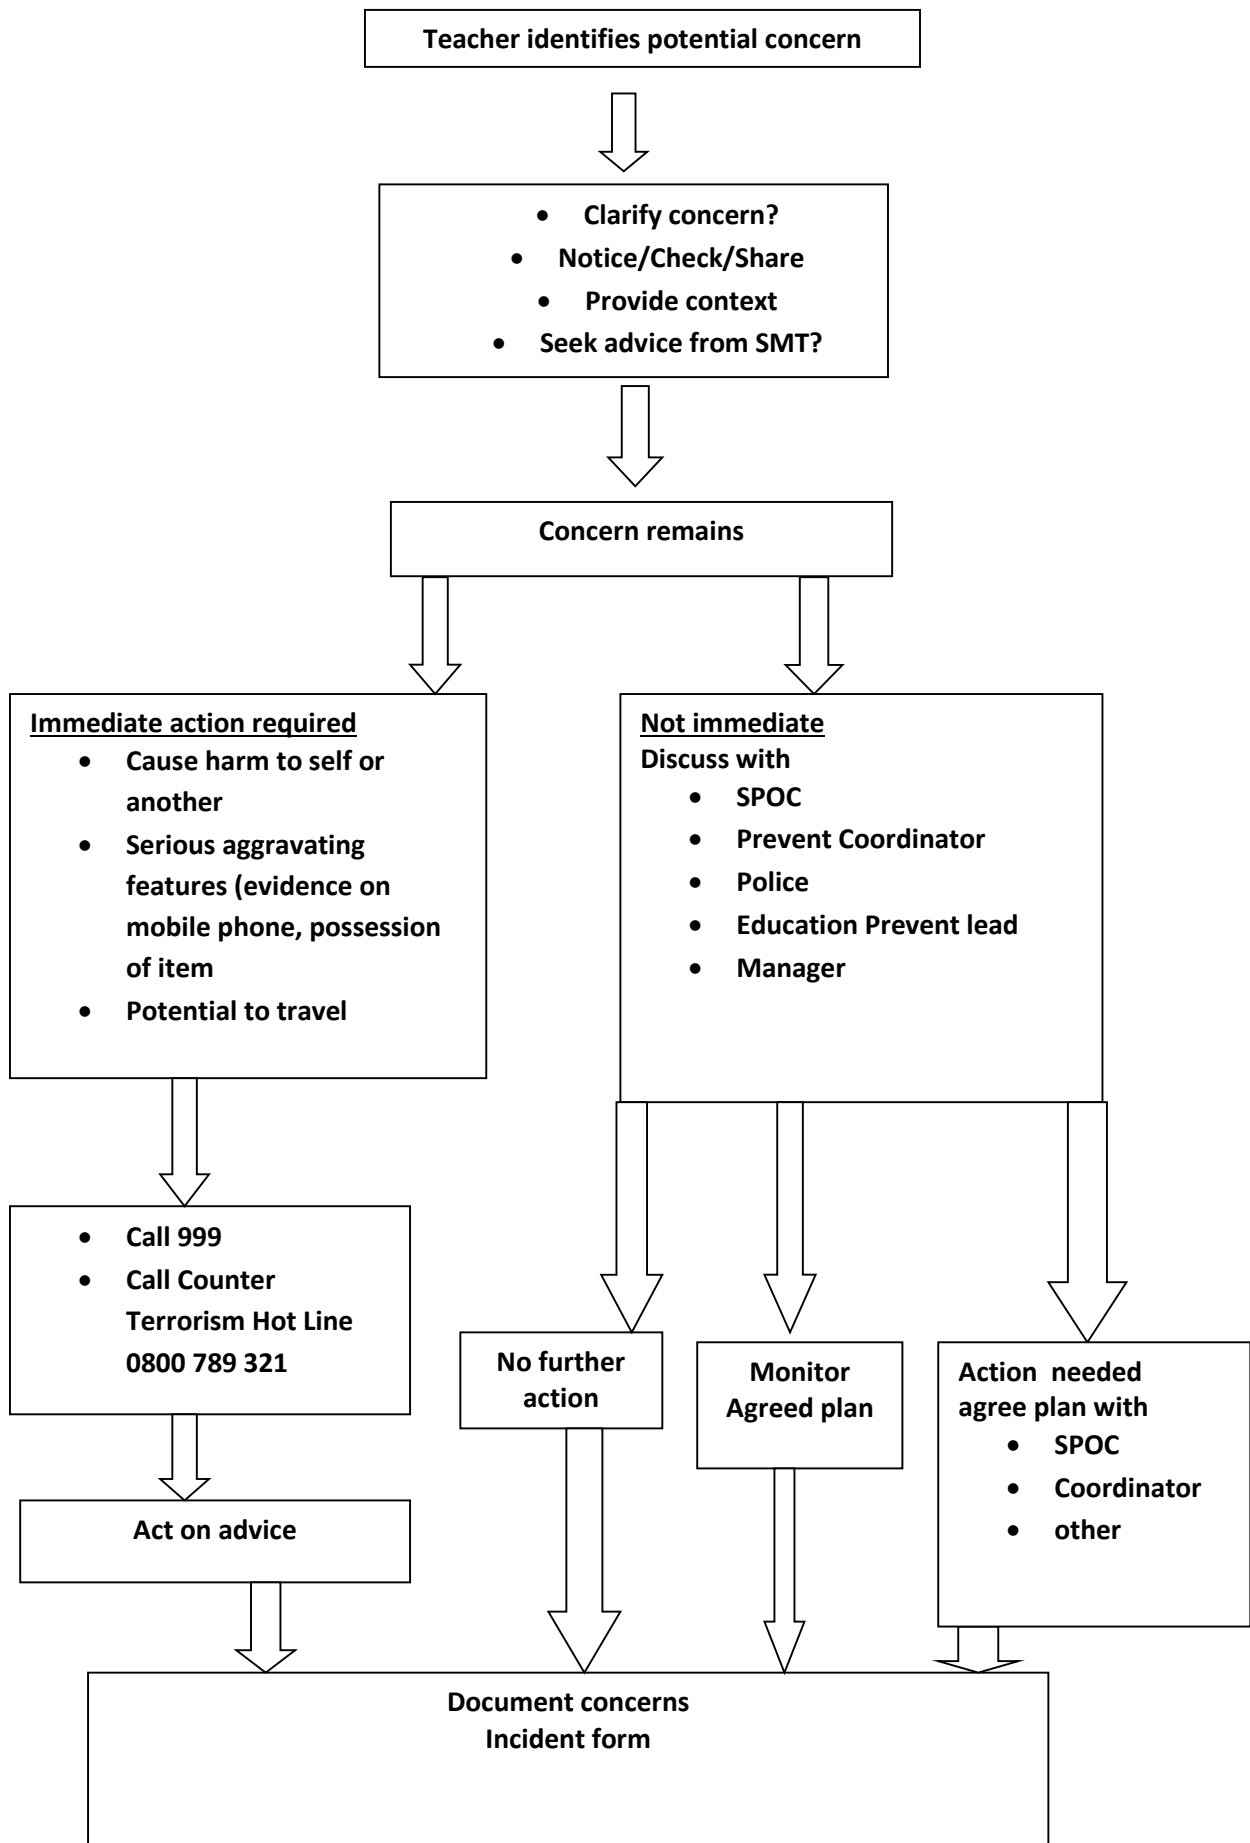 Teacher identifies potential concern
• Clarify concern?
• Notice/Check/Share
• Provide context
• Seek advice from SMT?
Concern remains
Immediate action required
• Cause harm to self or
another
• Serious aggravating
features (evidence on
mobile phone, possession
of item
• Potential to travel
Not immediate
Discuss with
• SPOC
• Prevent Coordinator
• Police
• Education Prevent lead
• Manager
• Call 999
• Call Counter
Terrorism Hot Line
0800 789 321
No further
action
Monitor
Agreed plan
Action needed
agree plan with
• SPOC
• Coordinator
• other
Act on advice
Document concerns
Incident form